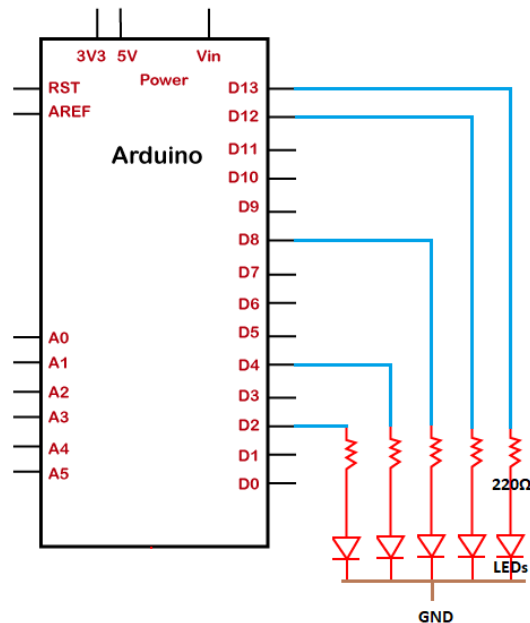 3V3 5V Vin
Power
RST
AREF
Arduino
D13
D12
D11
D10
D9
D8
D7
D6
D5
D4
D3
D2
D1
D0
A0
A1
A2
A3
A4
A5
220Ω
LEDs
GND